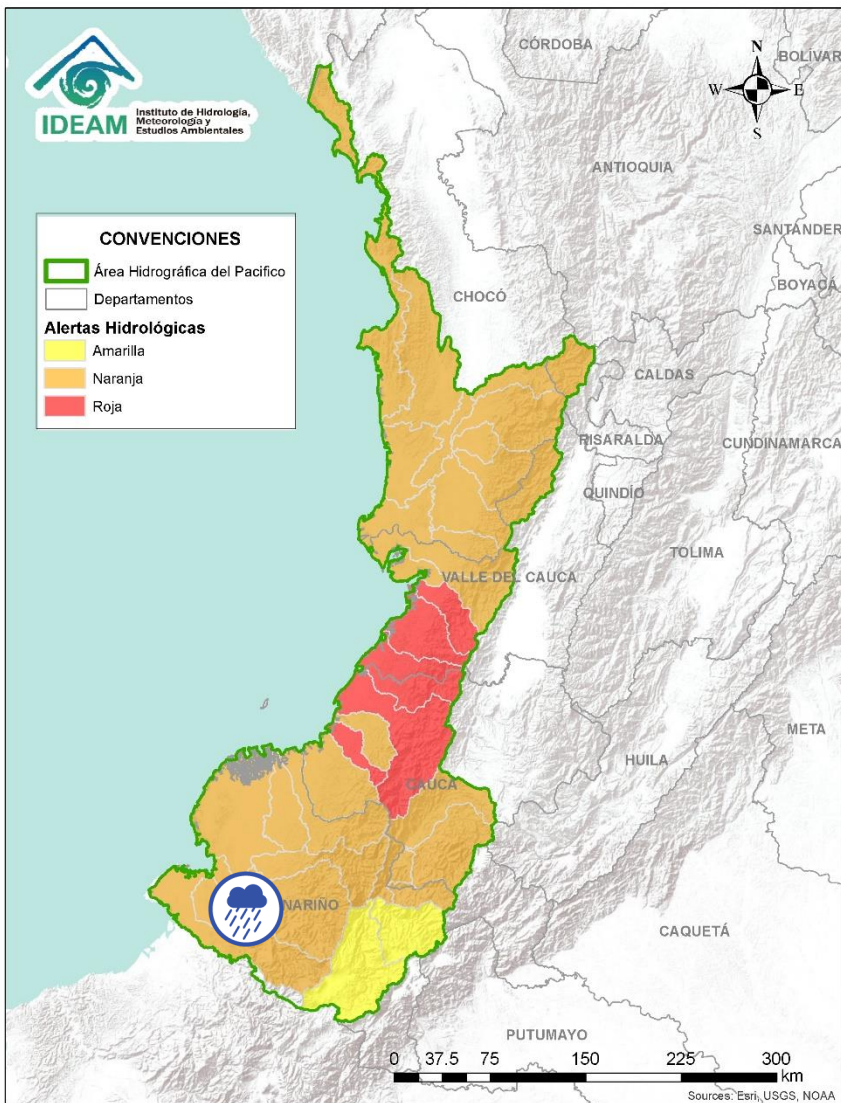 IDEAM
Instituto de Hidrología,
Meteorología y
Estudios Ambientales
N
W
E
S
CÓRDOBA
BOLÍVAR
ANTIOQUIA
SANTANDER
BOYACÁ
CONVENCIONES
Área Hidrográfica del Pacifico
Departamentos
Alertas Hidrológicas
Amarilla
Naranja
Roja
CHOCÓ
CALDAS
RISARALDA
CUNDINAMARCA
QUINDÍO
TOLIMA
VALLE DEL CAUCA
META
HUILA
CAUCA
NARIÑO
CAQUETÁ
PUTUMAYO
0 37.5 75 150 225 300
km
Sources: Esri, USGS, NOAA